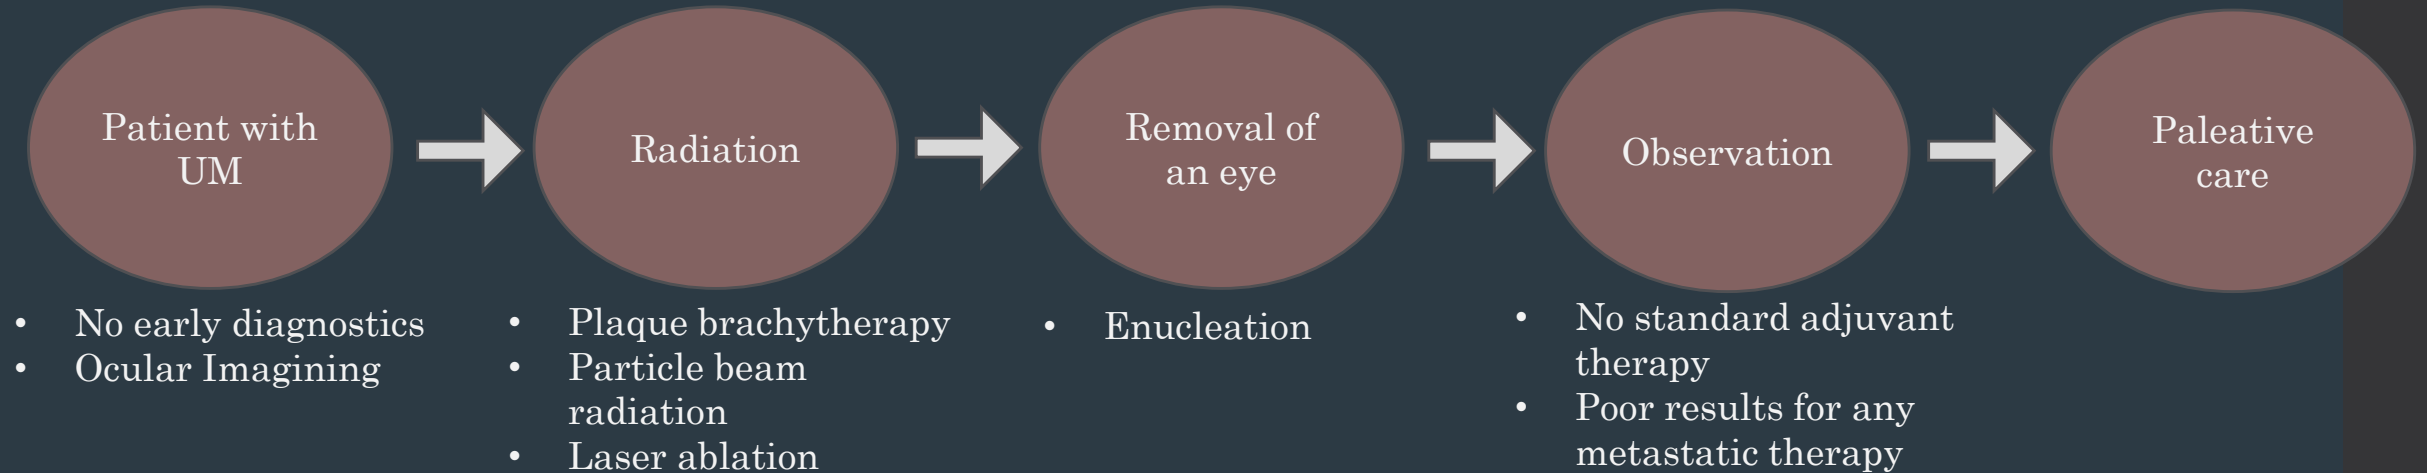 Patient with
UM
Radiation
Removal of
an eye
Observation
Paleative
care
• No early diagnostics
• Ocular Imagining
• Plaque brachytherapy
• Particle beam
radiation
• Laser ablation
• Enucleation
• No standard adjuvant
therapy
• Poor results for any
metastatic therapy